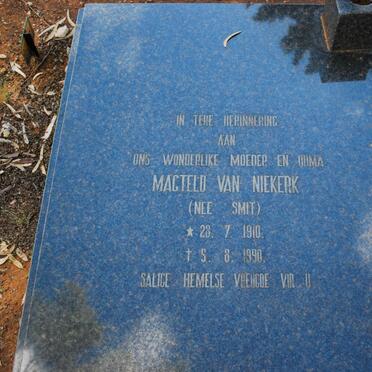 IN TERE HERINNERING
AAN
ONS WONDERLIKE MOEDER EN OUMA
MAGTELD VAN NIEKERK
(NEE SMIT)
★ 28. 7. 1910.
† 5. 8. 1990.
SALIGE HEMELSE VREUGDE VIR U